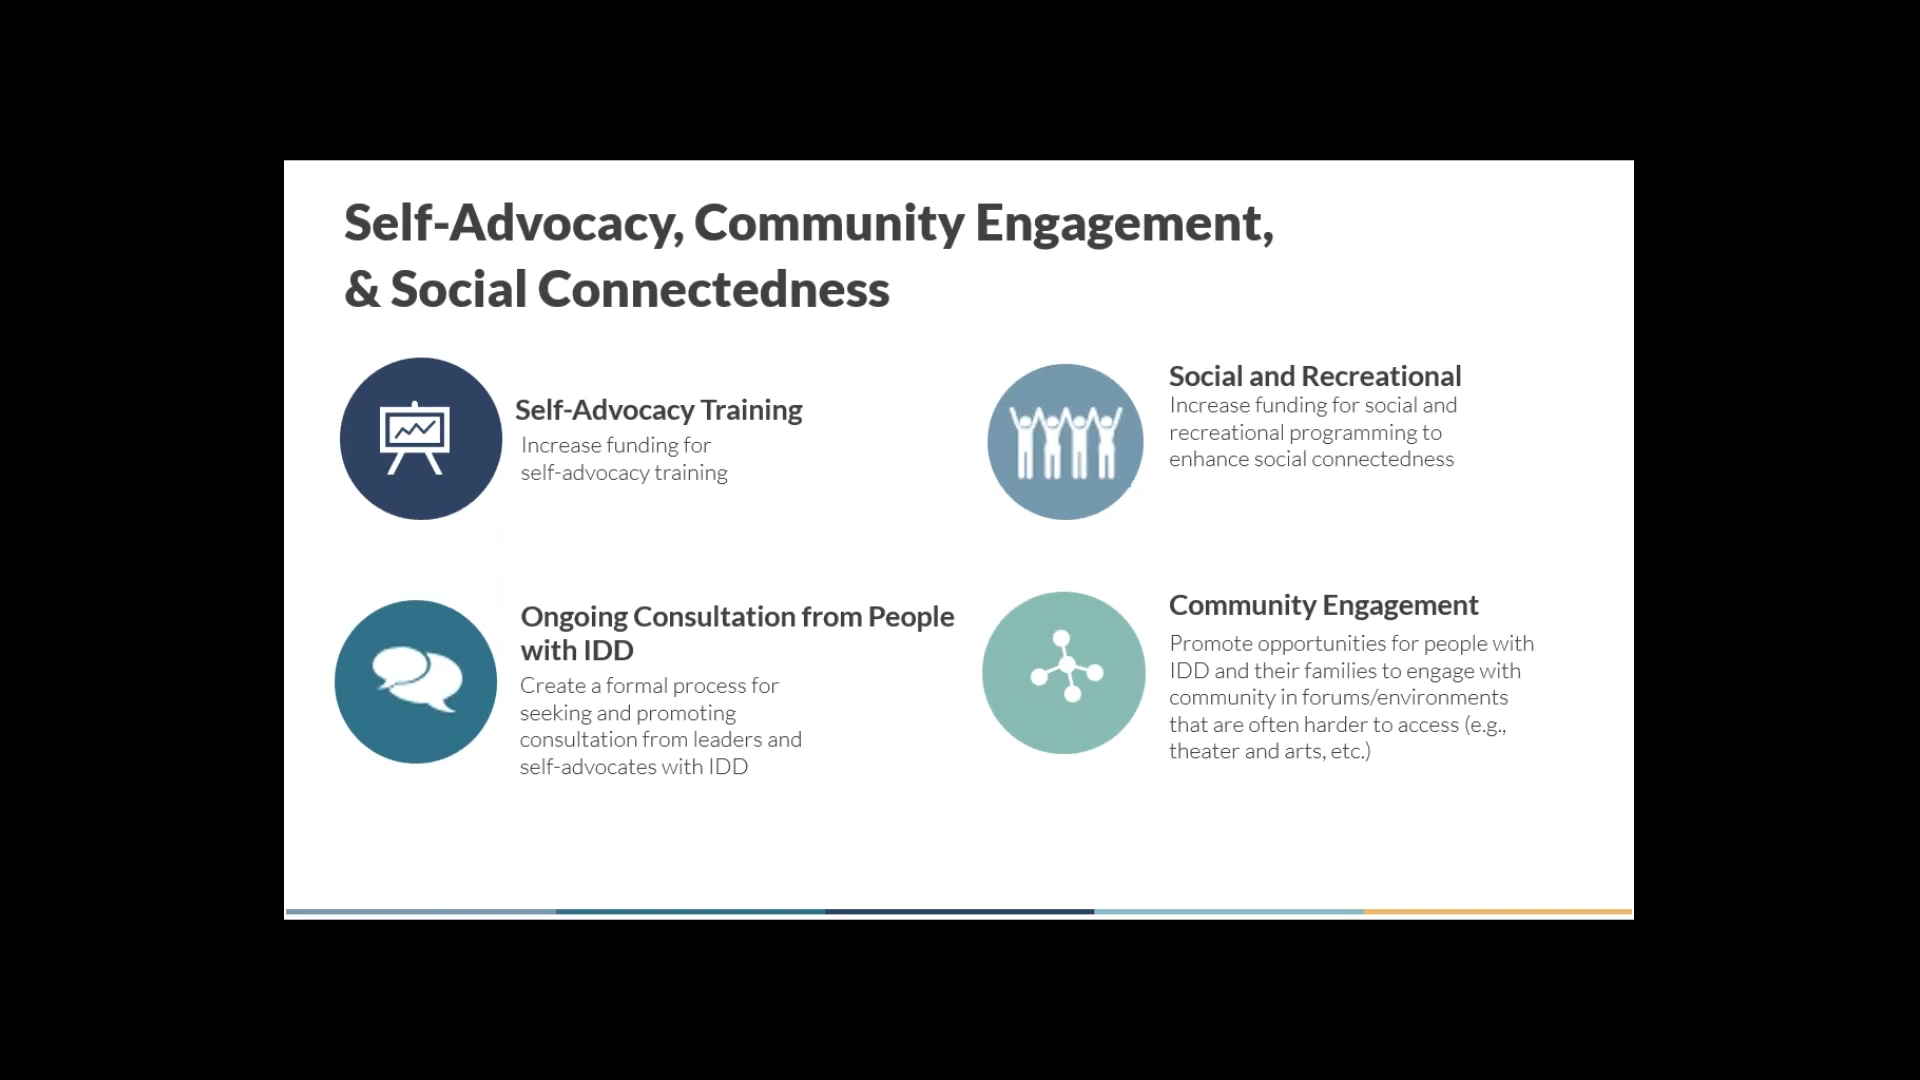 Self-Advocacy, Community Engagement,
& Social Connectedness
Self-Advocacy Training
Increase funding for
self-advocacy training
Social and Recreational
Increase funding for social and
recreational programming to
enhance social connectedness
Ongoing Consultation from People
with IDD
Create a formal process for
seeking and promoting
consultation from leaders and
self-advocates with IDD
Community Engagement
Promote opportunities for people with
IDD and their families to engage with
community in forums/environments
that are often harder to access (e.g.,
theater and arts, etc.)